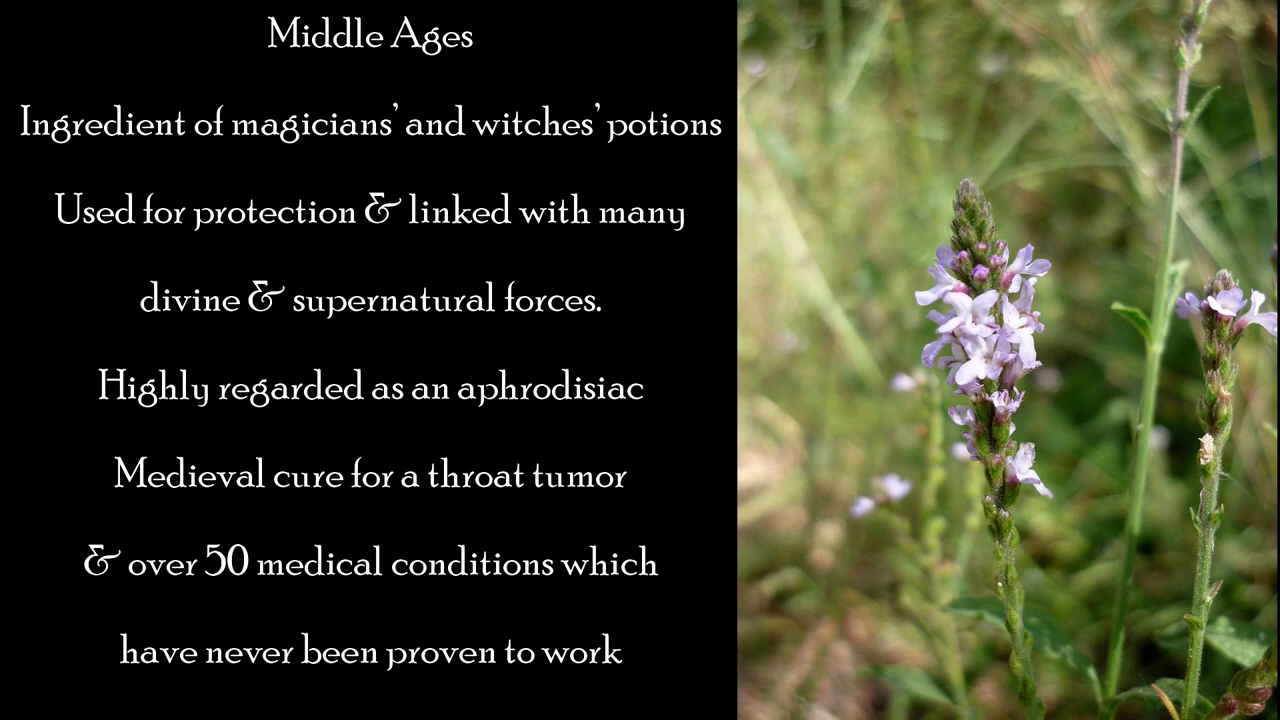 Middle Ages
Ingredient of magicians' and witches' potions
Used for protection & linked with many
divine & supernatural forces.
Highly regarded as an aphrodisiac
Medieval cure for a throat tumor
& over 50 medical conditions which
have never been proven to work